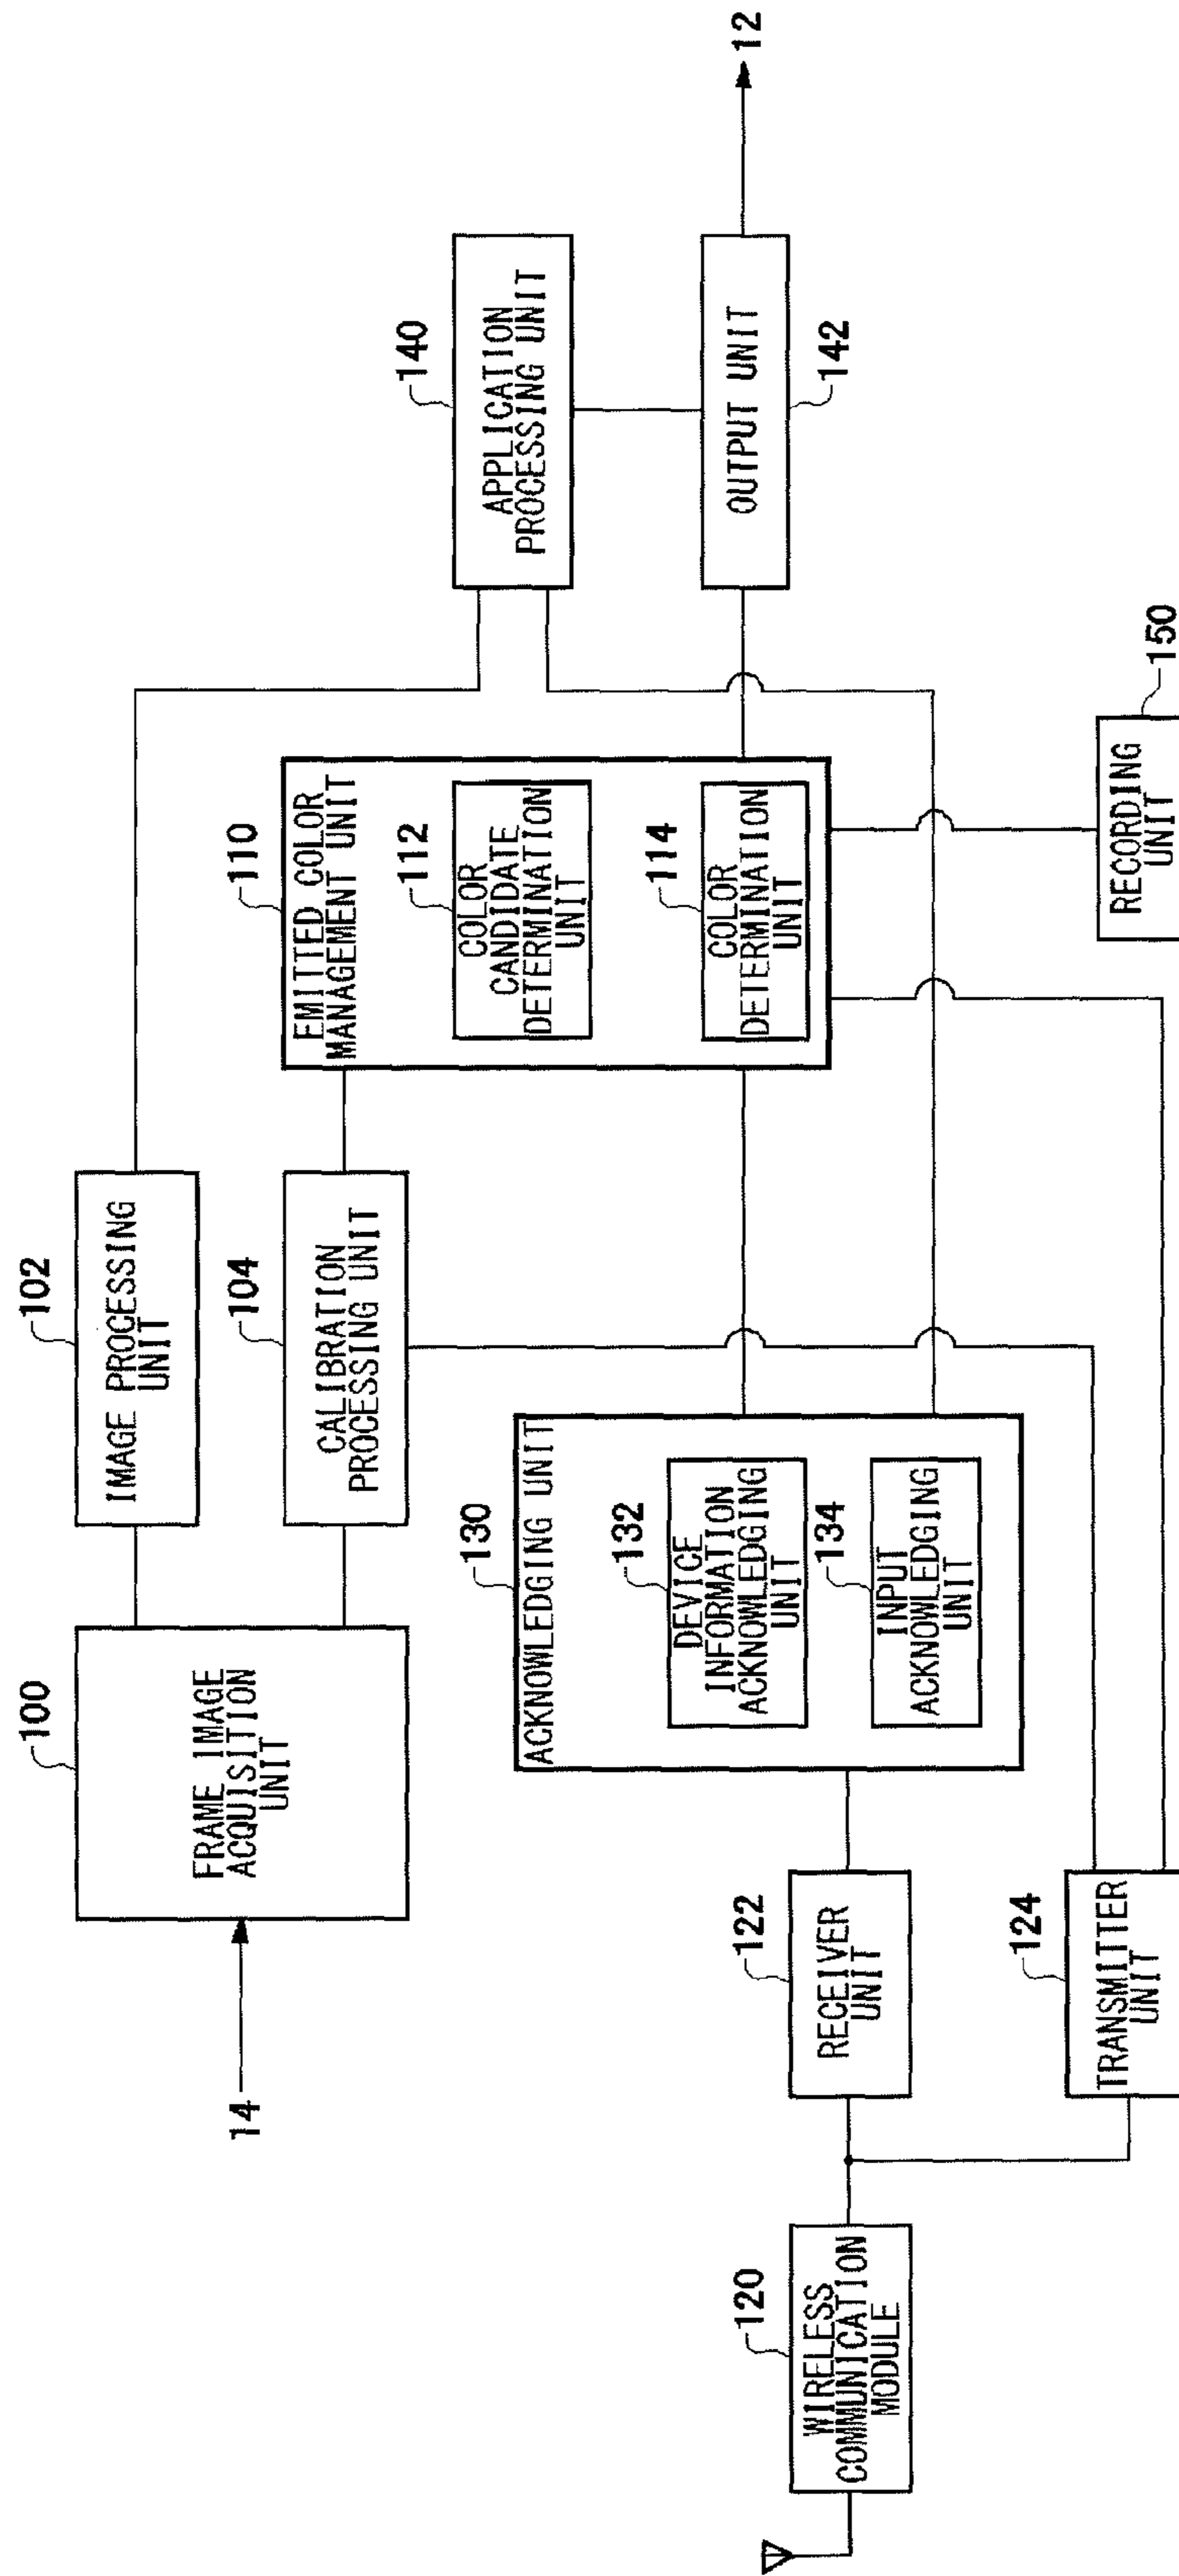 14
100
FRAME IMAGE
ACQUISITION
UNIT
102
IMAGE PROCESSING
UNIT
104
CALIBRATION
PROCESSING UNIT
110
EMITTED COLOR
MANAGEMENT UNIT
112
COLOR
CANDIDATE
DETERMINATION
UNIT
114
COLOR
DETERMINATION
UNIT
140
APPLICATION
PROCESSING UNIT
OUTPUT UNIT
142
12
130
ACKNOWLEDGING UNIT
132
DEVICE
INFORMATION
ACKNOWLEDGING
UNIT
134
INPUT
ACKNOWLEDGING
UNIT
120
WIRELESS
COMMUNICATION
MODULE
122
RECEIVER
UNIT
124
TRANSMITTER
UNIT
150
RECORDING
UNIT